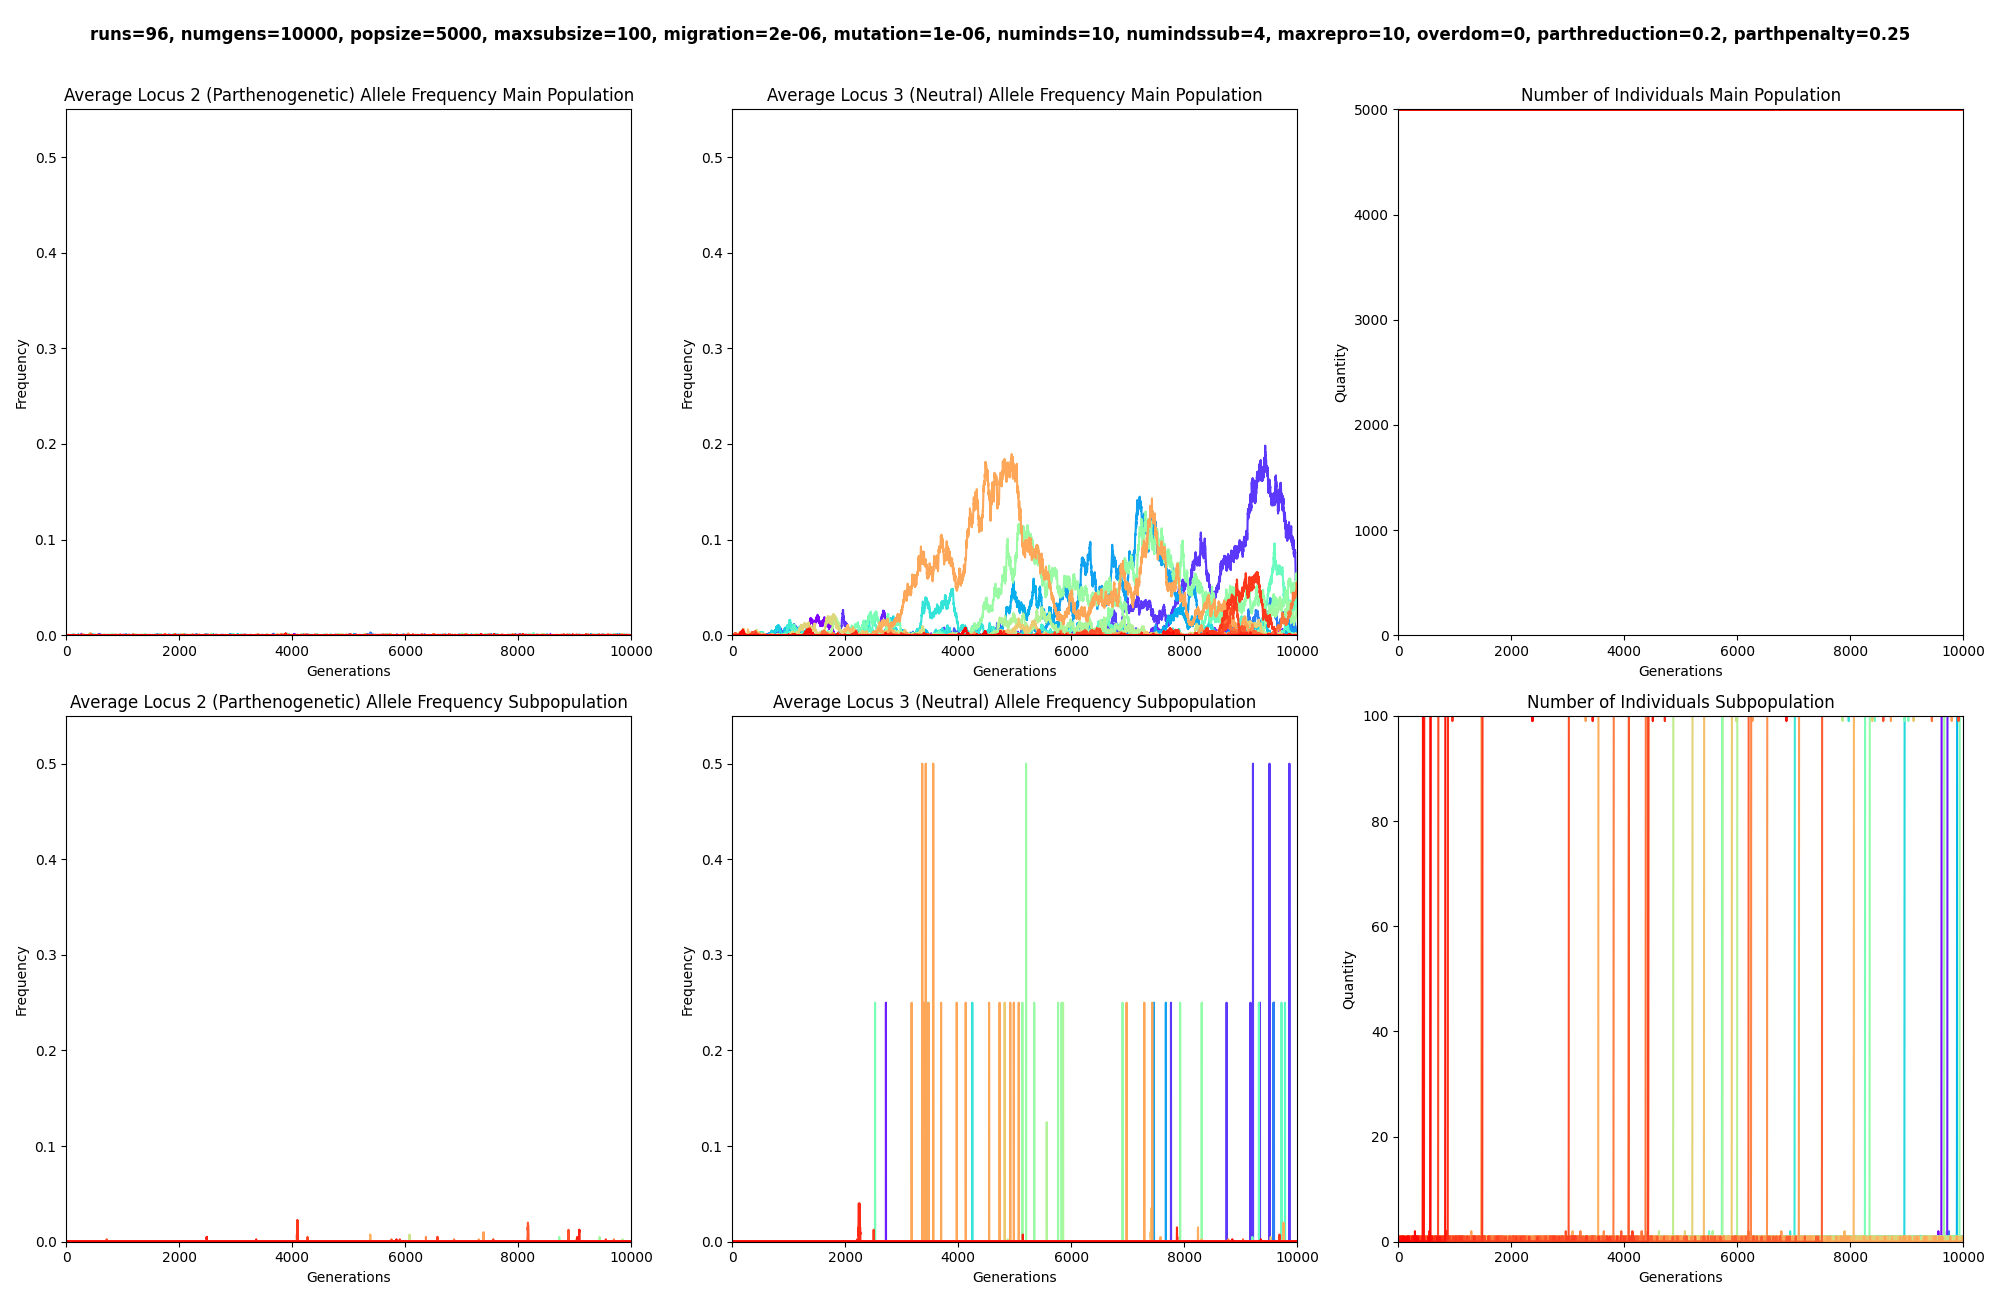 runs=96, numgens=10000, popsize=5000, maxsubsize=100, migration=2e-06, mutation=1e-06, numinds=10, numindssub=4, maxrepro=10, overdom=0, parthreduction=0.2, parthpenalty=0.25
Average Locus 2 (Parthenogenetic) Allele Frequency Main Population
Frequency
0.5
0.4
0.3
0.2
0.1
0.0
0 2000 4000 6000 8000 10000
Generations
Average Locus 3 (Neutral) Allele Frequency Main Population
Frequency
0.5
0.4
0.3
0.2
0.1
0.0
0 2000 4000 6000 8000 10000
Generations
Number of Individuals Main Population
Quantity
5000
4000
3000
2000
1000
0
0 2000 4000 6000 8000 10000
Generations
Average Locus 2 (Parthenogenetic) Allele Frequency Subpopulation
Frequency
0.5
0.4
0.3
0.2
0.1
0.0
0 2000 4000 6000 8000 10000
Generations
Average Locus 3 (Neutral) Allele Frequency Subpopulation
Frequency
0.5
0.4
0.3
0.2
0.1
0.0
0 2000 4000 6000 8000 10000
Generations
Number of Individuals Subpopulation
Quantity
100
80
60
40
20
0
0 2000 4000 6000 8000 10000
Generations